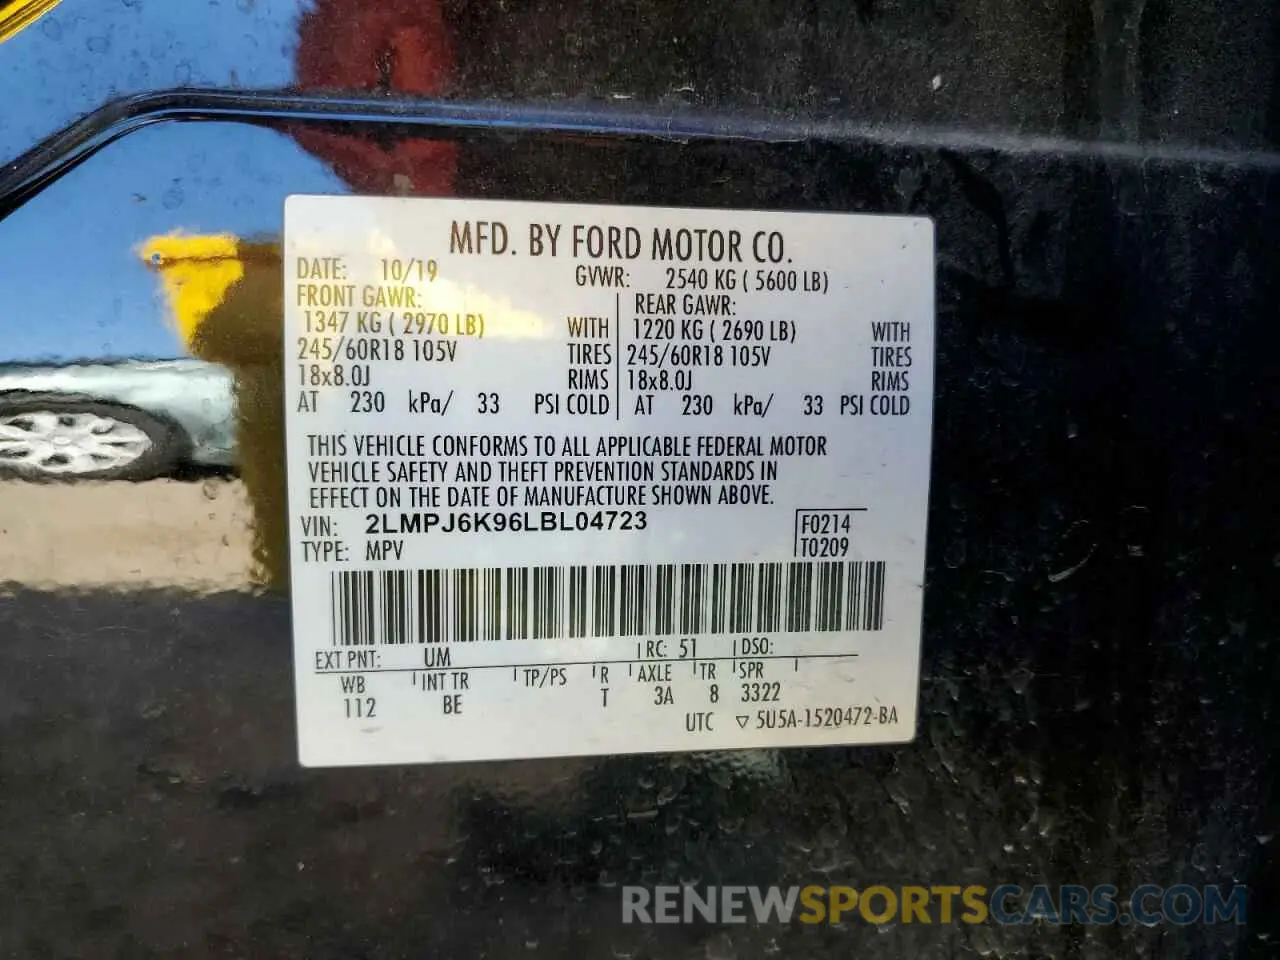 MFD. BY FORD MOTOR CO.
DATE: 10/19 GVWR: 2540 KG ( 5600 LB)
FRONT GAWR: REAR GAWR:
1347 KG ( 2970 LB) WITH 1220 KG ( 2690 LB) WITH
245/60R18 105V TIRES 245/60R18 105V TIRES
18x8.0J RIMS 18x8.0J RIMS
AT 230 kPa/ 33 PSI COLD AT 230 kPa/ 33 PSI COLD
THIS VEHICLE CONFORMS TO ALL APPLICABLE FEDERAL MOTOR
VEHICLE SAFETY AND THEFT PREVENTION STANDARDS IN
EFFECT ON THE DATE OF MANUFACTURE SHOWN ABOVE.
VIN: 2LMPJ6K96LBL04723 F0214
TYPE: MPV T0209
EXT PNT: UM RC: 51 DSO:
WB INT TR TP/PS R AXLE TR SPR
112 BE T 3A 8 3322
UTC ▽ 5U5A-1520472-BA
RENEWSPORTSCARS.COM